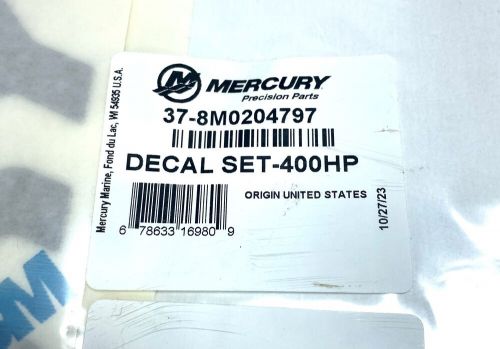 MERCURY
Precision Parts
37-8M0204797
DECAL SET-400HP
ORIGIN UNITED STATES
6 78633 16980 9
10/27/23
Mercury Marine, Fond du Lac, WI 54935 U.S.A.